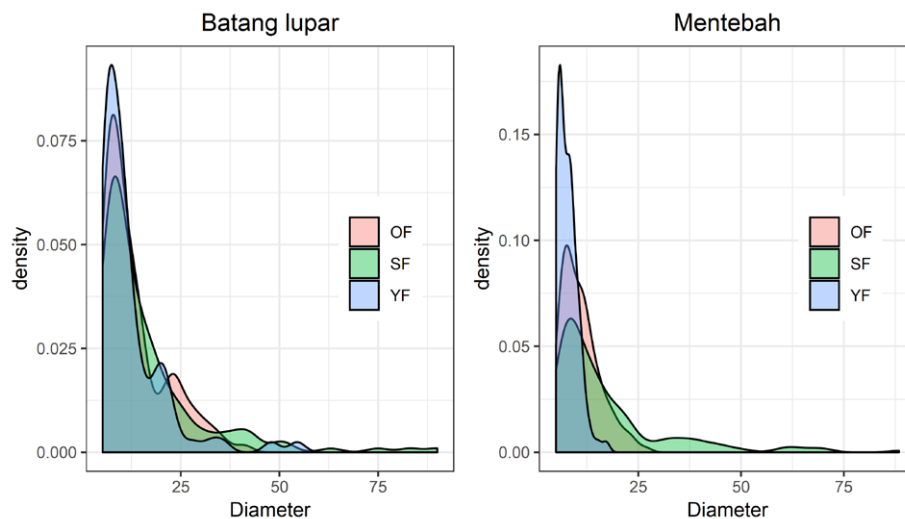 Batang lupar
density
0.075
0.050
0.025
0.000
25
50
75
Diameter
OF
SF
YF
Mentebah
density
0.15
0.10
0.05
0.00
25
50
75
Diameter
OF
SF
YF